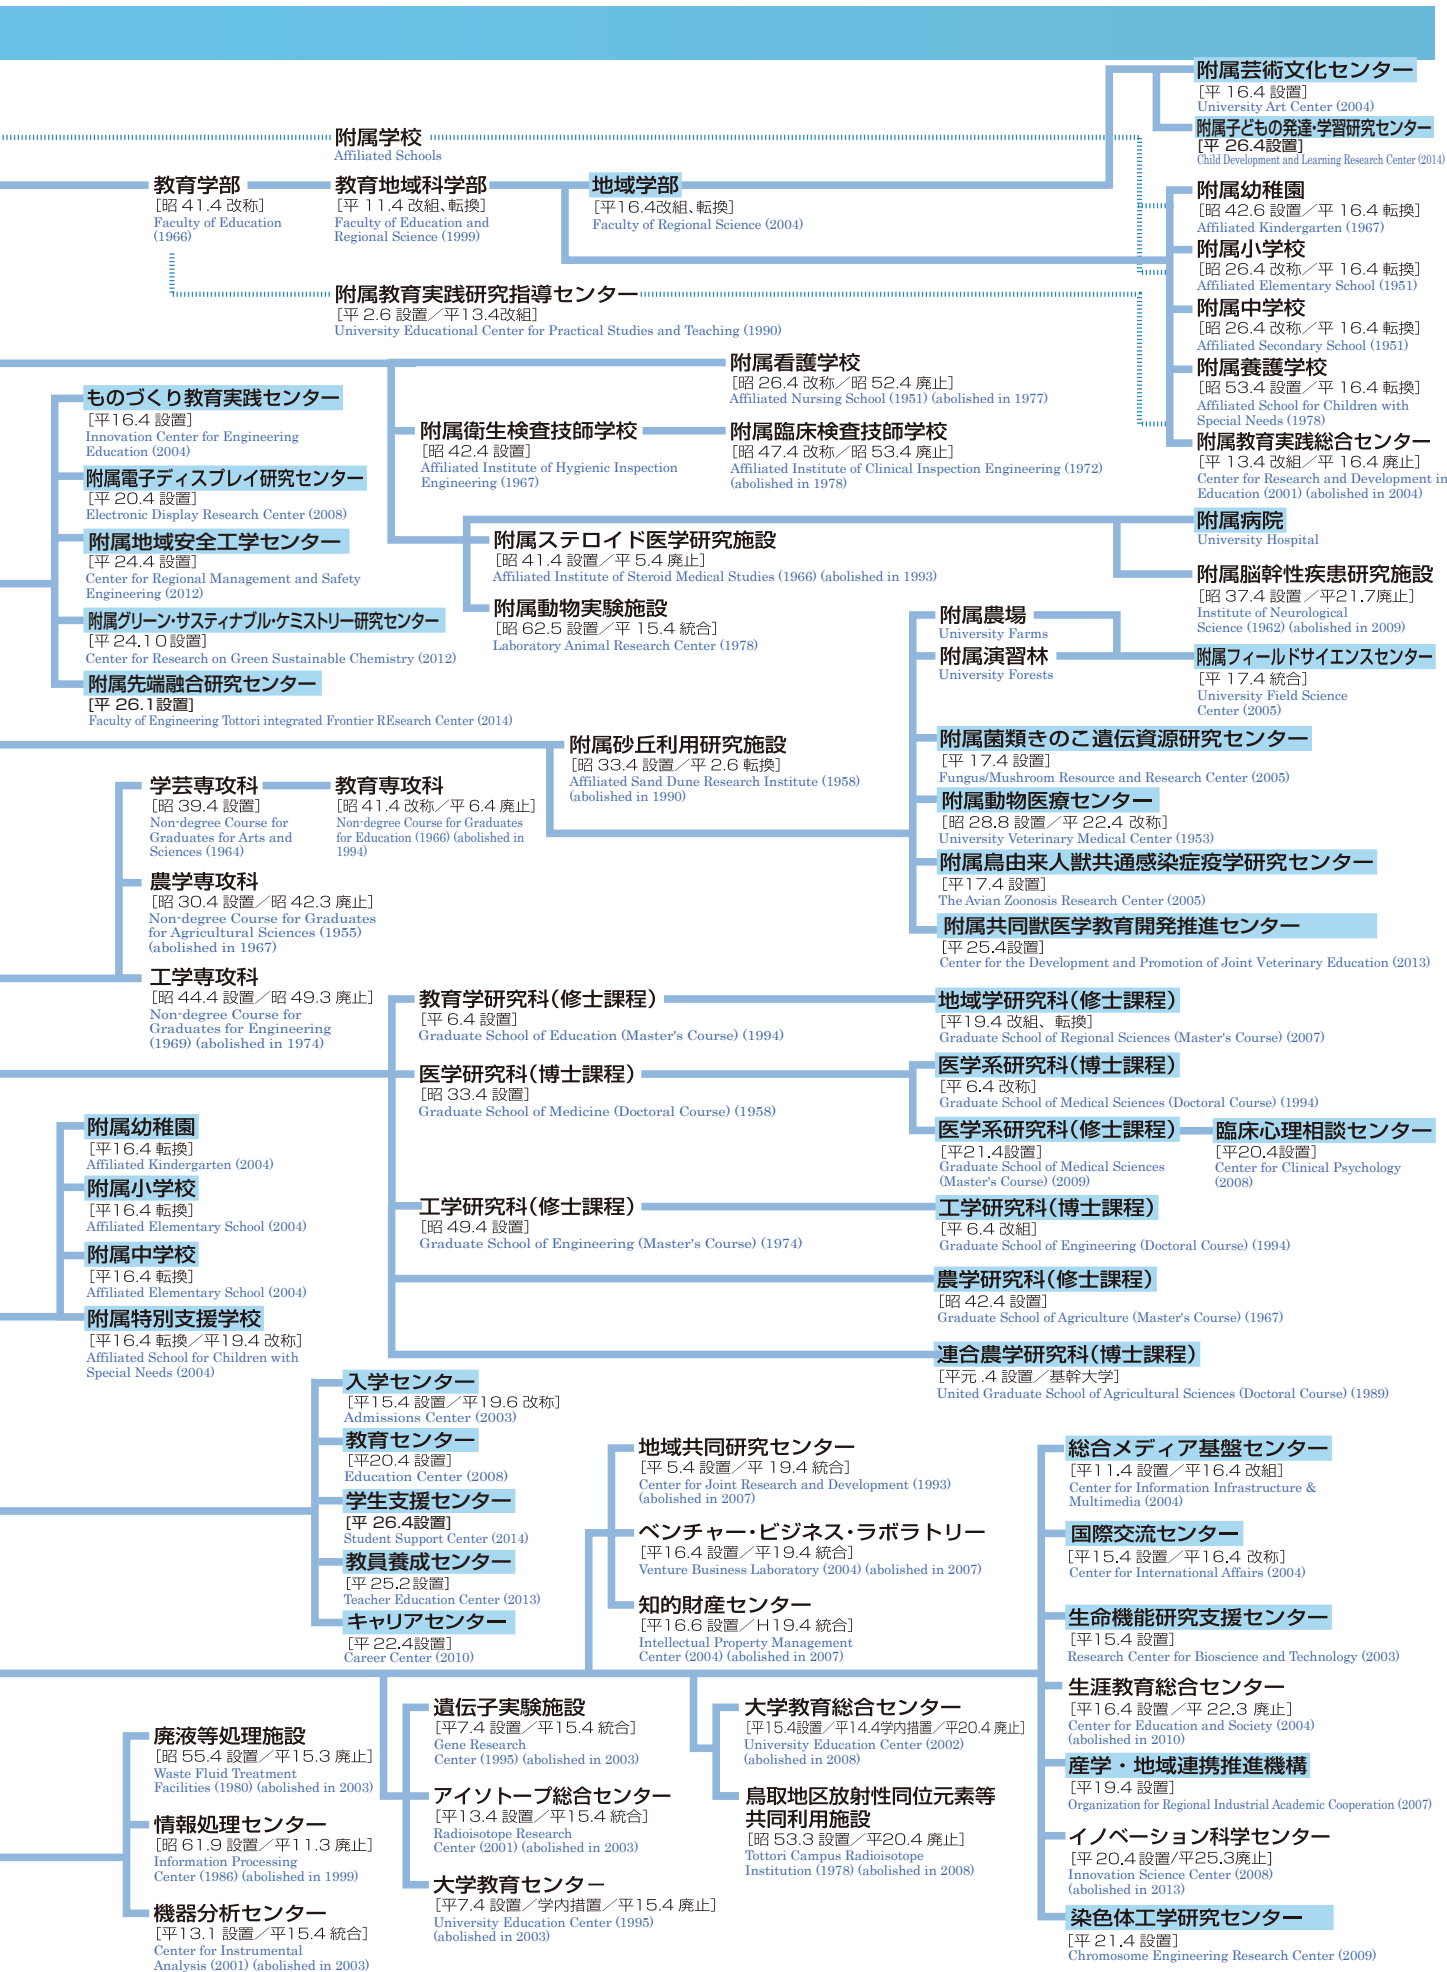 附属芸術文化センター
[平 16.4 設置]
University Art Center (2004)
附属子どもの発達・学習研究センター
[平 26.4設置]
Child Development and Learning Research Center (2014)
附属学校
Affiliated Schools
教育学部
[昭 41.4 改称]
Faculty of Education
(1966)
教育地域科学部
[平 11.4 改組、転換]
Faculty of Education and
Regional Science (1999)
地域学部
[平16.4改組、転換]
Faculty of Regional Science (2004)
附属幼稚園
[昭 42.6 設置／平 16.4 転換]
Affiliated Kindergarten (1967)
附属小学校
[昭 26.4 改称／平 16.4 転換]
Affiliated Elementary School (1951)
附属中学校
[昭 26.4 改称／平 16.4 転換]
Affiliated Secondary School (1951)
附属養護学校
[昭 53.4 設置／平 16.4 転換]
Affiliated School for Children with
Special Needs (1978)
附属教育実践総合センター
[平 13.4 改組／平 16.4 廃止]
Center for Research and Development in
Education (2001) (abolished in 2004)
附属教育実践研究指導センター
[平 2.6 設置／平13.4改組]
University Educational Center for Practical Studies and Teaching (1990)
附属看護学校
[昭 26.4 改称／昭 52.4 廃止]
Affiliated Nursing School (1951) (abolished in 1977)
附属衛生検査技師学校
[昭 42.4 設置]
Affiliated Institute of Hygienic Inspection
Engineering (1967)
附属臨床検査技師学校
[昭 47.4 改称／昭 53.4 廃止]
Affiliated Institute of Clinical Inspection Engineering (1972)
(abolished in 1978)
ものづくり教育実践センター
[平16.4 設置]
Innovation Center for Engineering
Education (2004)
附属電子ディスプレイ研究センター
[平 20.4 設置]
Electronic Display Research Center (2008)
附属地域安全工学センター
[平 24.4 設置]
Center for Regional Management and Safety
Engineering (2012)
附属グリーン・サスティナブル・ケミストリー研究センター
[平 24.10設置]
Center for Research on Green Sustainable Chemistry (2012)
附属先端融合研究センター
[平 26.1設置]
Faculty of Engineering Tottori integrated Frontier REsearch Center (2014)
附属病院
University Hospital
附属ステロイド医学研究施設
[昭 41.4 設置／平 5.4 廃止]
Affiliated Institute of Steroid Medical Studies (1966) (abolished in 1993)
附属脳幹性疾患研究施設
[昭 37.4 設置／平21.7廃止]
Institute of Neurological
Science (1962) (abolished in 2009)
附属動物実験施設
[昭 62.5 設置／平 15.4 統合]
Laboratory Animal Research Center (1978)
附属農場
University Farms
附属演習林
University Forests
附属フィールドサイエンスセンター
[平 17.4 統合]
University Field Science
Center (2005)
附属砂丘利用研究施設
[昭 33.4 設置／平 2.6 転換]
Affiliated Sand Dune Research Institute (1958)
(abolished in 1990)
附属菌類きのこ遺伝資源研究センター
[平 17.4 設置]
Fungus/Mushroom Resource and Research Center (2005)
附属動物医療センター
[昭 28.8 設置／平 22.4 改称]
University Veterinary Medical Center (1953)
附属鳥由来人獣共通感染症疫学研究センター
[平17.4 設置]
The Avian Zoonosis Research Center (2005)
附属共同獣医学教育開発推進センター
[平 25.4設置]
Center for the Development and Promotion of Joint Veterinary Education (2013)
学芸専攻科
[昭 39.4 設置]
Non-degree Course for
Graduates for Arts and
Sciences (1964)
教育専攻科
[昭 41.4 改称／平 6.4 廃止]
Non-degree Course for Graduates
for Education (1966) (abolished in
1994)
農学専攻科
[昭 30.4 設置／昭 42.3 廃止]
Non-degree Course for Graduates
for Agricultural Sciences (1955)
(abolished in 1967)
工学専攻科
[昭 44.4 設置／昭 49.3 廃止]
Non-degree Course for
Graduates for Engineering
(1969) (abolished in 1974)
教育学研究科(修士課程)
[平 6.4 設置]
Graduate School of Education (Master's Course) (1994)
地域学研究科(修士課程)
[平19.4 改組、転換]
Graduate School of Regional Sciences (Master's Course) (2007)
医学研究科(博士課程)
[昭 33.4 設置]
Graduate School of Medicine (Doctoral Course) (1958)
医学系研究科(博士課程)
[平 6.4 改称]
Graduate School of Medical Sciences (Doctoral Course) (1994)
医学系研究科(修士課程)
[平21.4設置]
Graduate School of Medical Sciences
(Master's Course) (2009)
臨床心理相談センター
[平20.4設置]
Center for Clinical Psychology
(2008)
工学研究科(修士課程)
[昭 49.4 設置]
Graduate School of Engineering (Master's Course) (1974)
工学研究科(博士課程)
[平 6.4 改組]
Graduate School of Engineering (Doctoral Course) (1994)
農学研究科(修士課程)
[昭 42.4 設置]
Graduate School of Agriculture (Master's Course) (1967)
連合農学研究科(博士課程)
[平元 .4 設置／基幹大学]
United Graduate School of Agricultural Sciences (Doctoral Course) (1989)
附属幼稚園
[平16.4 転換]
Affiliated Kindergarten (2004)
附属小学校
[平16.4 転換]
Affiliated Elementary School (2004)
附属中学校
[平16.4 転換]
Affiliated Elementary School (2004)
附属特別支援学校
[平16.4 転換／平19.4 改称]
Affiliated School for Children with
Special Needs (2004)
入学センター
[平15.4 設置／平19.6 改称]
Admissions Center (2003)
教育センター
[平20.4 設置]
Education Center (2008)
学生支援センター
[平 26.4設置]
Student Support Center (2014)
教員養成センター
[平 25.2設置]
Teacher Education Center (2013)
キャリアセンター
[平 22.4設置]
Career Center (2010)
地域共同研究センター
[平 5.4 設置／平 19.4 統合]
Center for Joint Research and Development (1993)
(abolished in 2007)
ベンチャー・ビジネス・ラボラトリー
[平16.4 設置／平19.4 統合]
Venture Business Laboratory (2004) (abolished in 2007)
知的財産センター
[平16.6 設置／H19.4 統合]
Intellectual Property Management
Center (2004) (abolished in 2007)
総合メディア基盤センター
[平11.4 設置／平16.4 改組]
Center for Information Infrastructure &
Multimedia (2004)
国際交流センター
[平15.4 設置／平16.4 改称]
Center for International Affairs (2004)
生命機能研究支援センター
[平15.4 設置]
Research Center for Bioscience and Technology (2003)
生涯教育総合センター
[平16.4 設置／平 22.3 廃止]
Center for Education and Society (2004)
(abolished in 2010)
産学・地域連携推進機構
[平19.4 設置]
Organization for Regional Industrial Academic Cooperation (2007)
イノベーション科学センター
[平 20.4設置/平25.3廃止]
Innovation Science Center (2008)
(abolished in 2013)
染色体工学研究センター
[平 21.4 設置]
Chromosome Engineering Research Center (2009)
遺伝子実験施設
[平7.4 設置／平15.4 統合]
Gene Research
Center (1995) (abolished in 2003)
アイソトープ総合センター
[平13.4 設置／平15.4 統合]
Radioisotope Research
Center (2001) (abolished in 2003)
大学教育センター
[平7.4 設置／学内措置／平15.4 廃止]
University Education Center (1995)
(abolished in 2003)
大学教育総合センター
[平15.4設置／平14.4学内措置／平20.4 廃止]
University Education Center (2002)
(abolished in 2008)
鳥取地区放射性同位元素等
共同利用施設
[昭 53.3 設置／平20.4 廃止]
Tottori Campus Radioisotope
Institution (1978) (abolished in 2008)
廃液等処理施設
[昭 55.4 設置／平15.3 廃止]
Waste Fluid Treatment
Facilities (1980) (abolished in 2003)
情報処理センター
[昭 61.9 設置／平11.3 廃止]
Information Processing
Center (1986) (abolished in 1999)
機器分析センター
[平13.1 設置／平15.4 統合]
Center for Instrumental
Analysis (2001) (abolished in 2003)